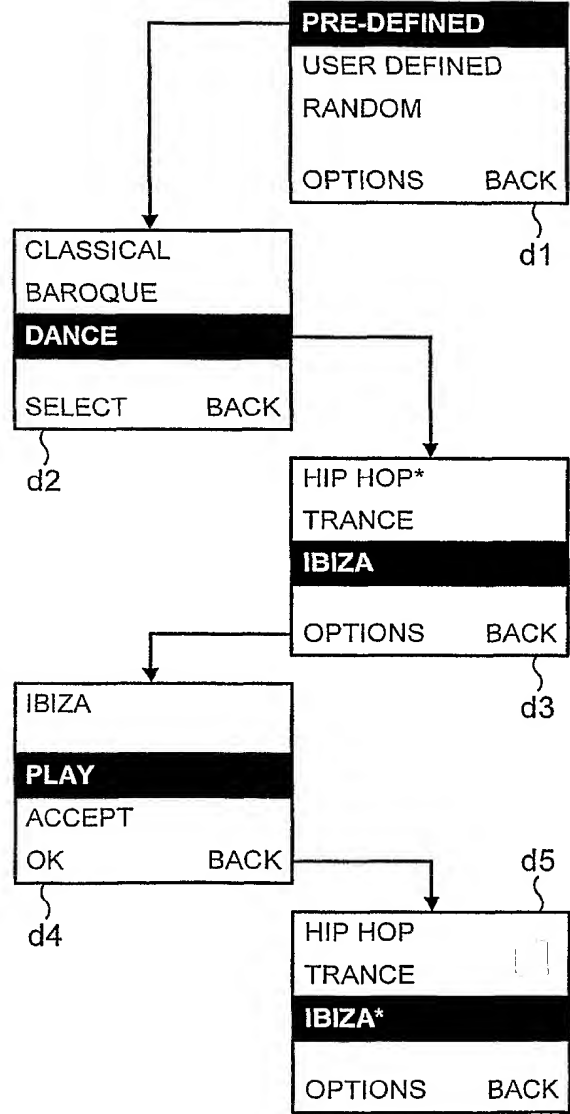 PRE-DEFINED
USER DEFINED
RANDOM
OPTIONS BACK
d1
CLASSICAL
BAROQUE
DANCE
SELECT BACK
d2
HIP HOP*
TRANCE
IBIZA
OPTIONS BACK
d3
IBIZA
PLAY
ACCEPT
OK BACK
d4
d5
HIP HOP
TRANCE
IBIZA*
OPTIONS BACK